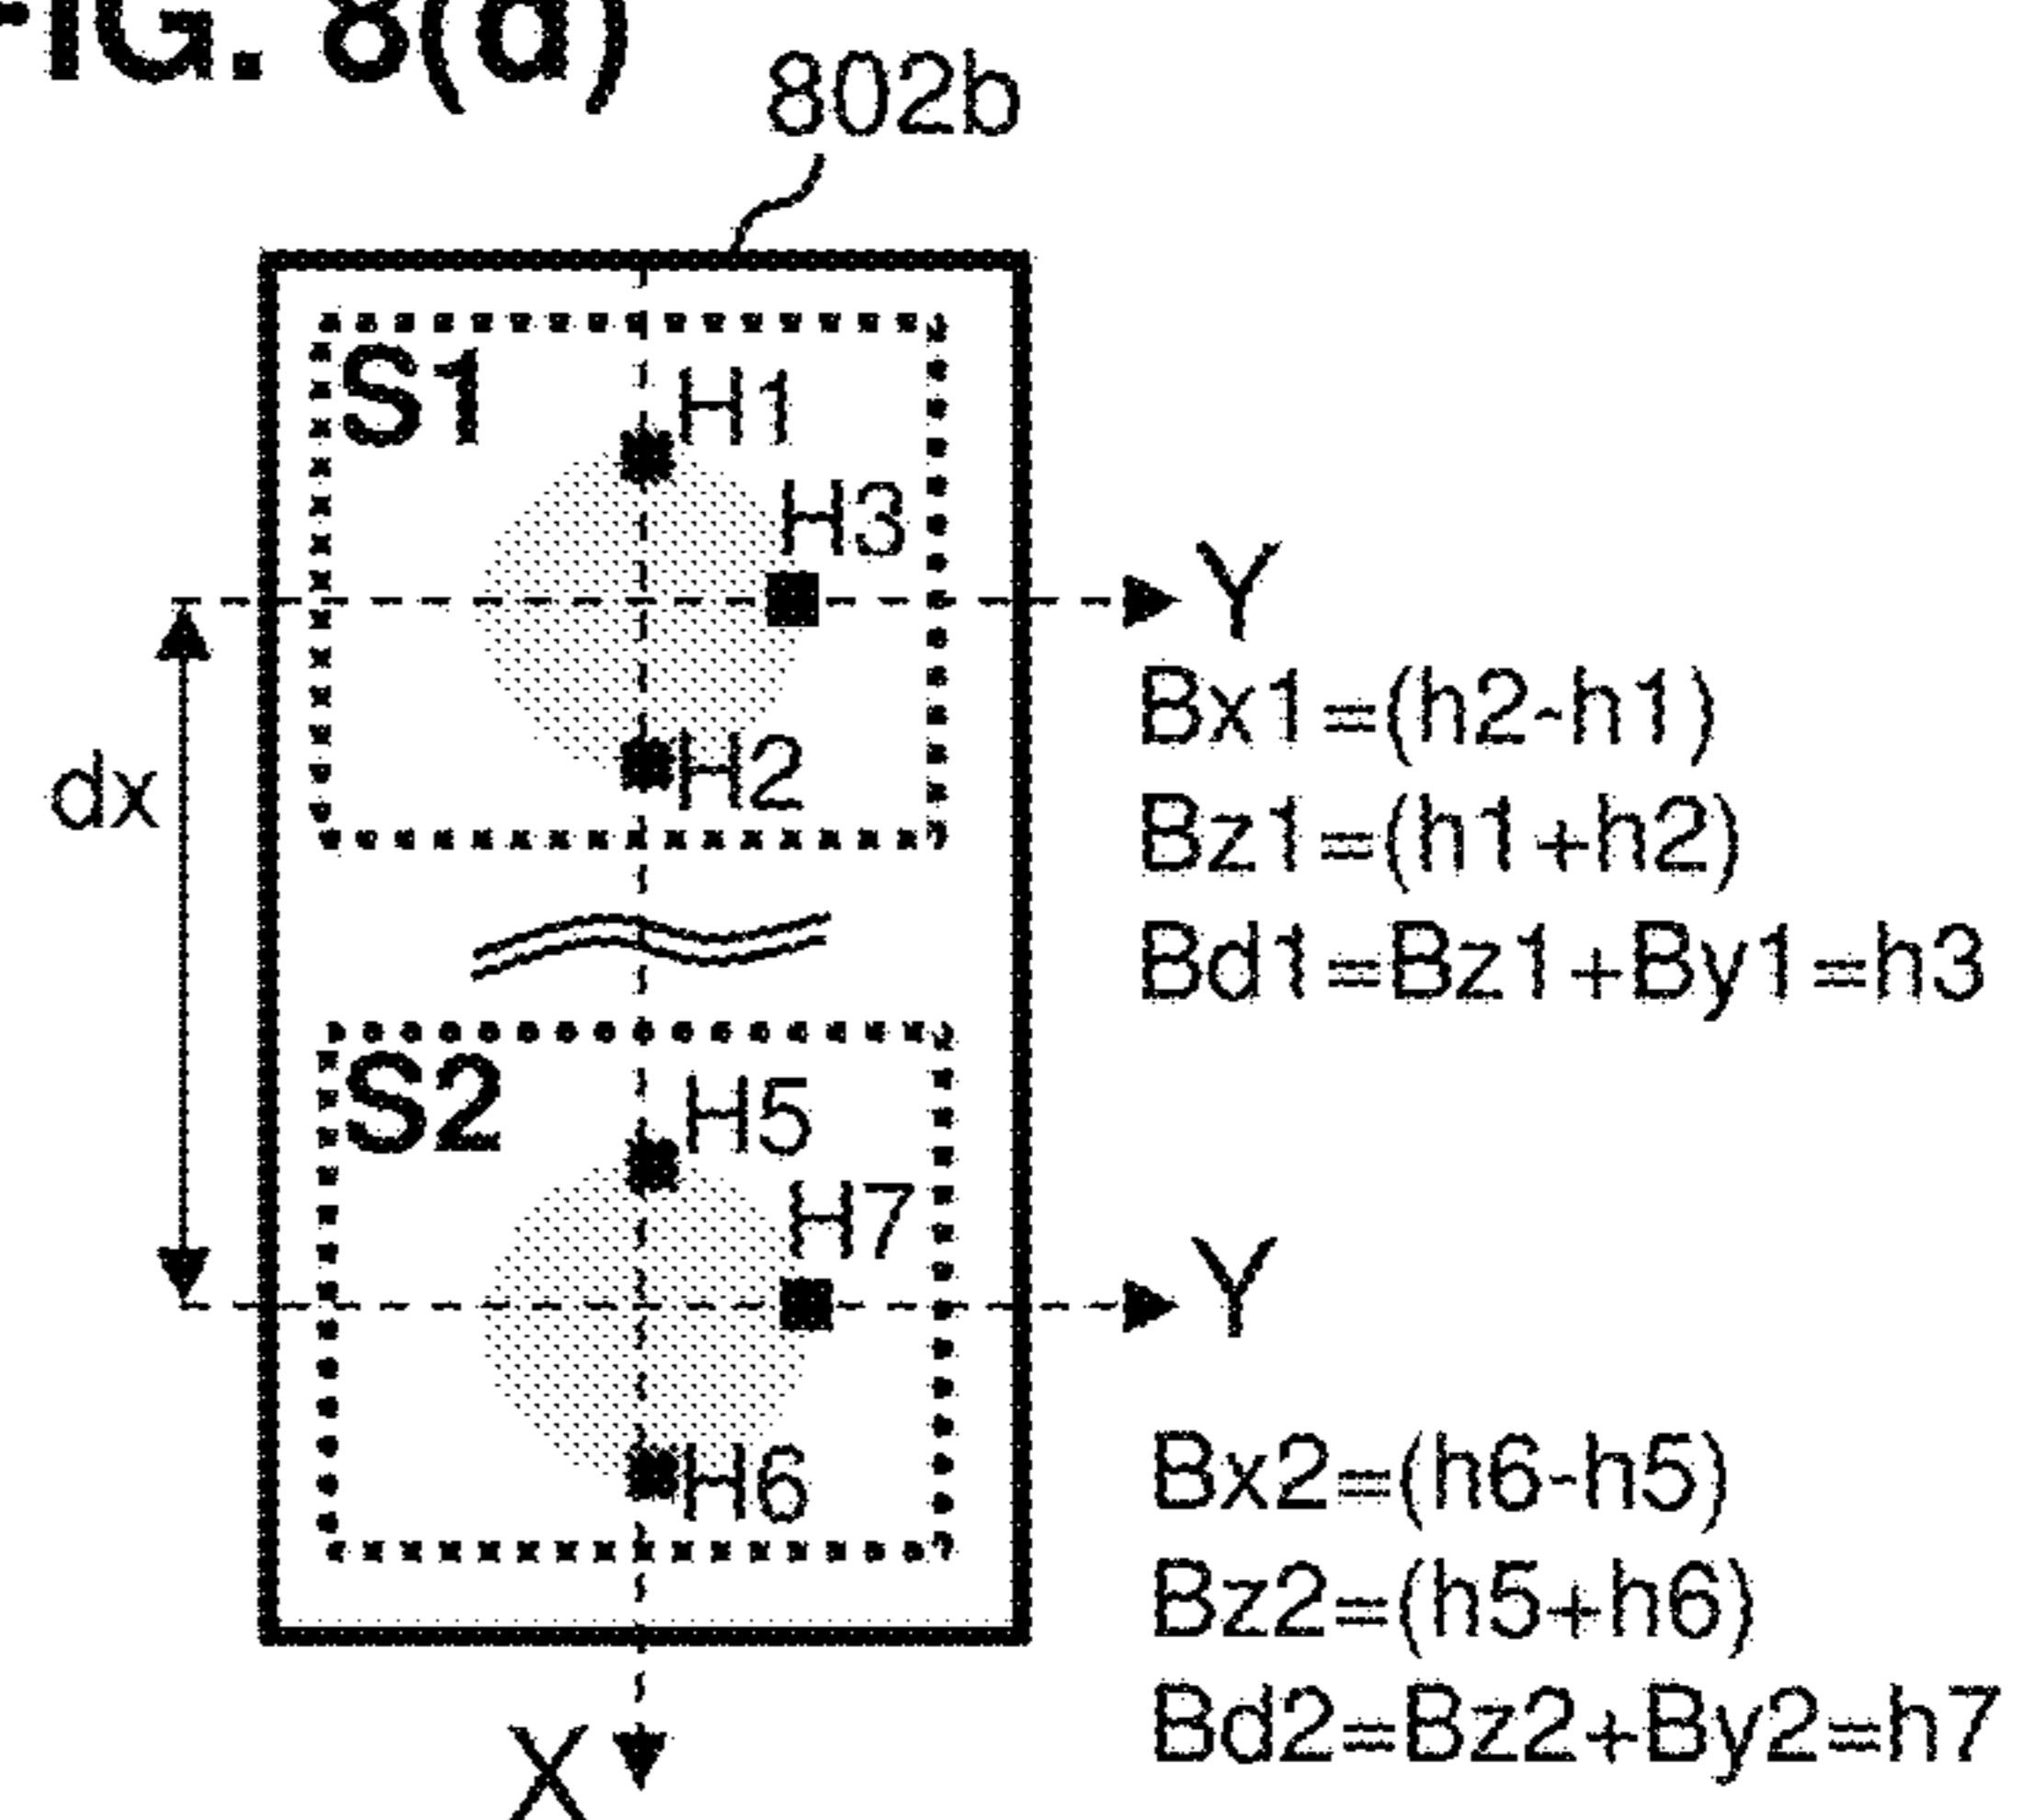 FIG. 8(d)
802b
S1
H1
H3
Y
H2
dx
Bx1=(h2-h1)
Bz1=(h1+h2)
Bd1=Bz1+By1=h3
S2
H5
H7
Y
H6
Bx2=(h6-h5)
Bz2=(h5+h6)
Bd2=Bz2+By2=h7
X